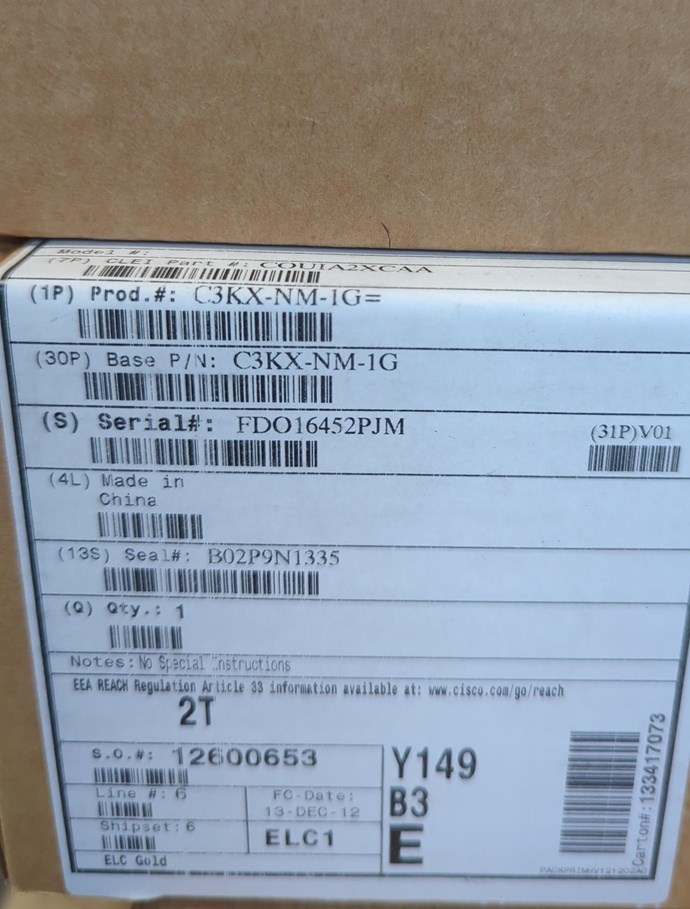 Model #:
(7P) CLEI Part #: COUIA2XCAA
(1P) Prod.#: C3KX-NM-1G=
(30P) Base P/N: C3KX-NM-1G
(S) Serial#: FDO16452PJM
(31P)V01
(4L) Made in
China
(13S) Seal#: B02P9N1335
(Q) Qty.: 1
Notes: No Special Instructions
EEA REACH Regulation Article 33 information available at: www.cisco.com/go/reach
2T
S.O.#: 12600653
Line #: 6
Shipset: 6
ELC Gold
FC-Date:
13-DEC-12
ELC1
Y149
B3
E
Carton#:133417073